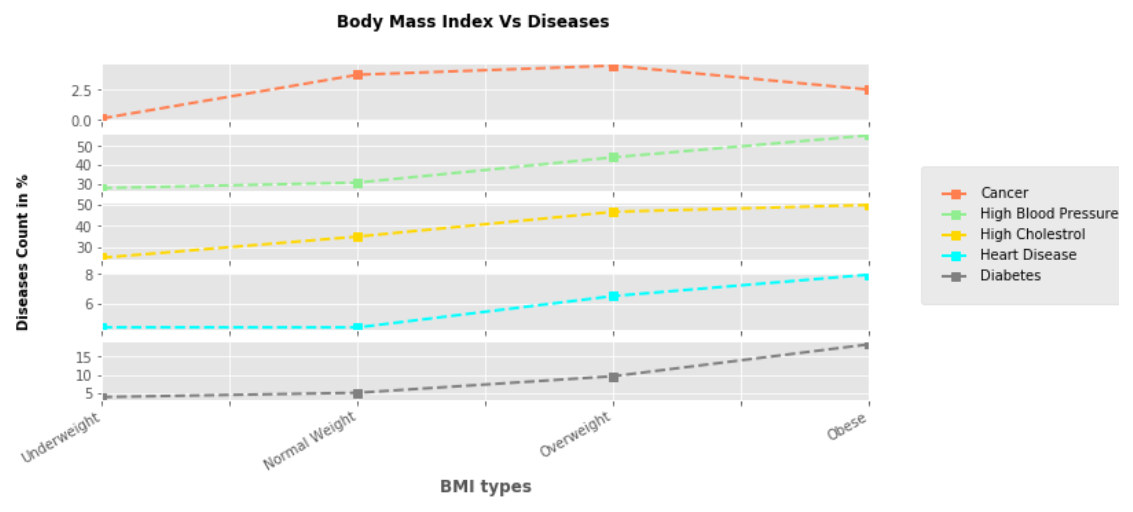 Body Mass Index Vs Diseases
2.5
0.0
50
40
30
50
40
30
8
6
15
10
5
Diseases Count in %
Underweight
Normal Weight
Overweight
Obese
BMI types
Cancer
High Blood Pressure
High Cholestrol
Heart Disease
Diabetes